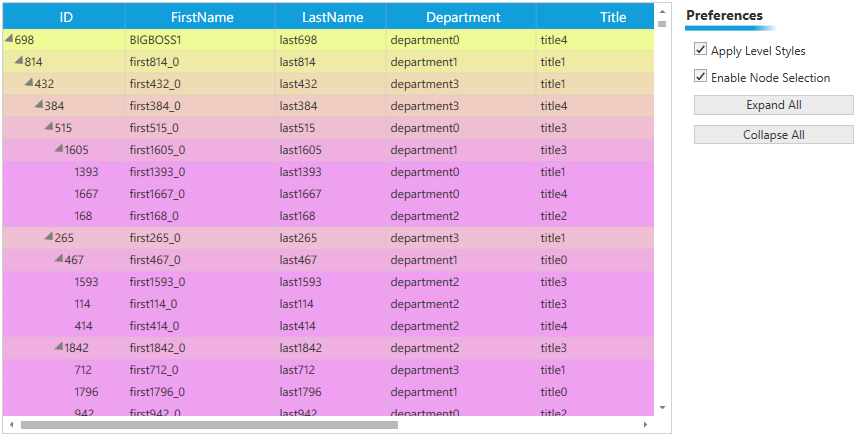 ID FirstName LastName Department Title
698 BIGBOSS1 last698 department0 title4
814 first814_0 last814 department1 title1
432 first432_0 last432 department3 title1
384 first384_0 last384 department3 title4
515 first515_0 last515 department0 title3
1605 first1605_0 last1605 department1 title3
1393 first1393_0 last1393 department0 title1
1667 first1667_0 last1667 department0 title4
168 first168_0 last168 department2 title2
265 first265_0 last265 department3 title1
467 first467_0 last467 department1 title0
1593 first1593_0 last1593 department2 title3
114 first114_0 last114 department2 title3
414 first414_0 last414 department2 title4
1842 first1842_0 last1842 department2 title3
712 first712_0 last712 department3 title1
1796 first1796_0 last1796 department1 title0
942 first942_0 last942 department0 title2
Preferences
Apply Level Styles
Enable Node Selection
Expand All
Collapse All